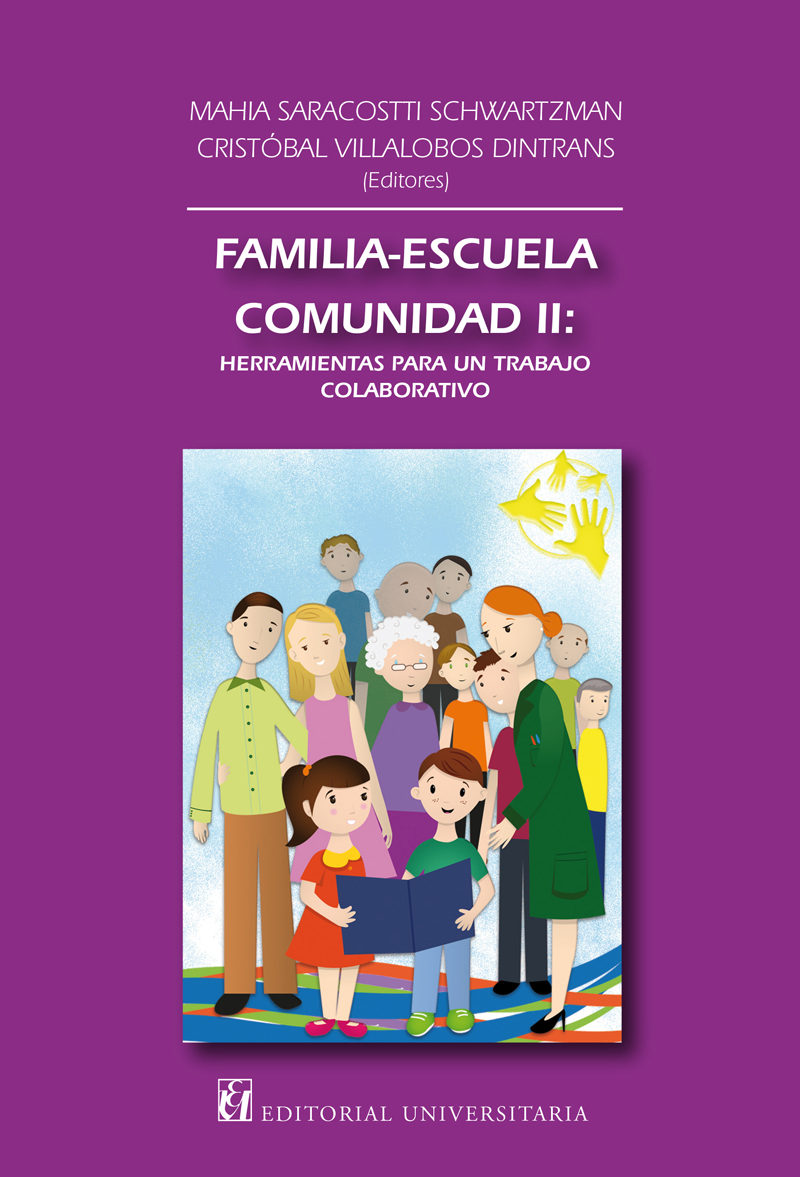 MAHIA SARACOSTTI SCHWARTZMAN
CRISTÓBAL VILLALOBOS DINTRANS
(Editores)
FAMILIA-ESCUELA
COMUNIDAD II:
HERRAMIENTAS PARA UN TRABAJO
COLABORATIVO
EDITORIAL UNIVERSITARIA